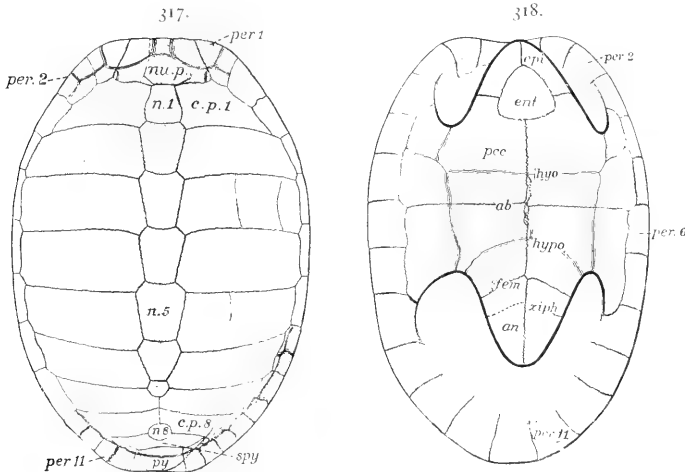 317.
per 1
per. 2
nu.p.
n.1
c.p.1
n.5
c.p.8
n8
per 11
py
spy
318.
epi
per 2
ent
pec
hyo
ab
per. 6
hypo
fem
xiph
an
per 11